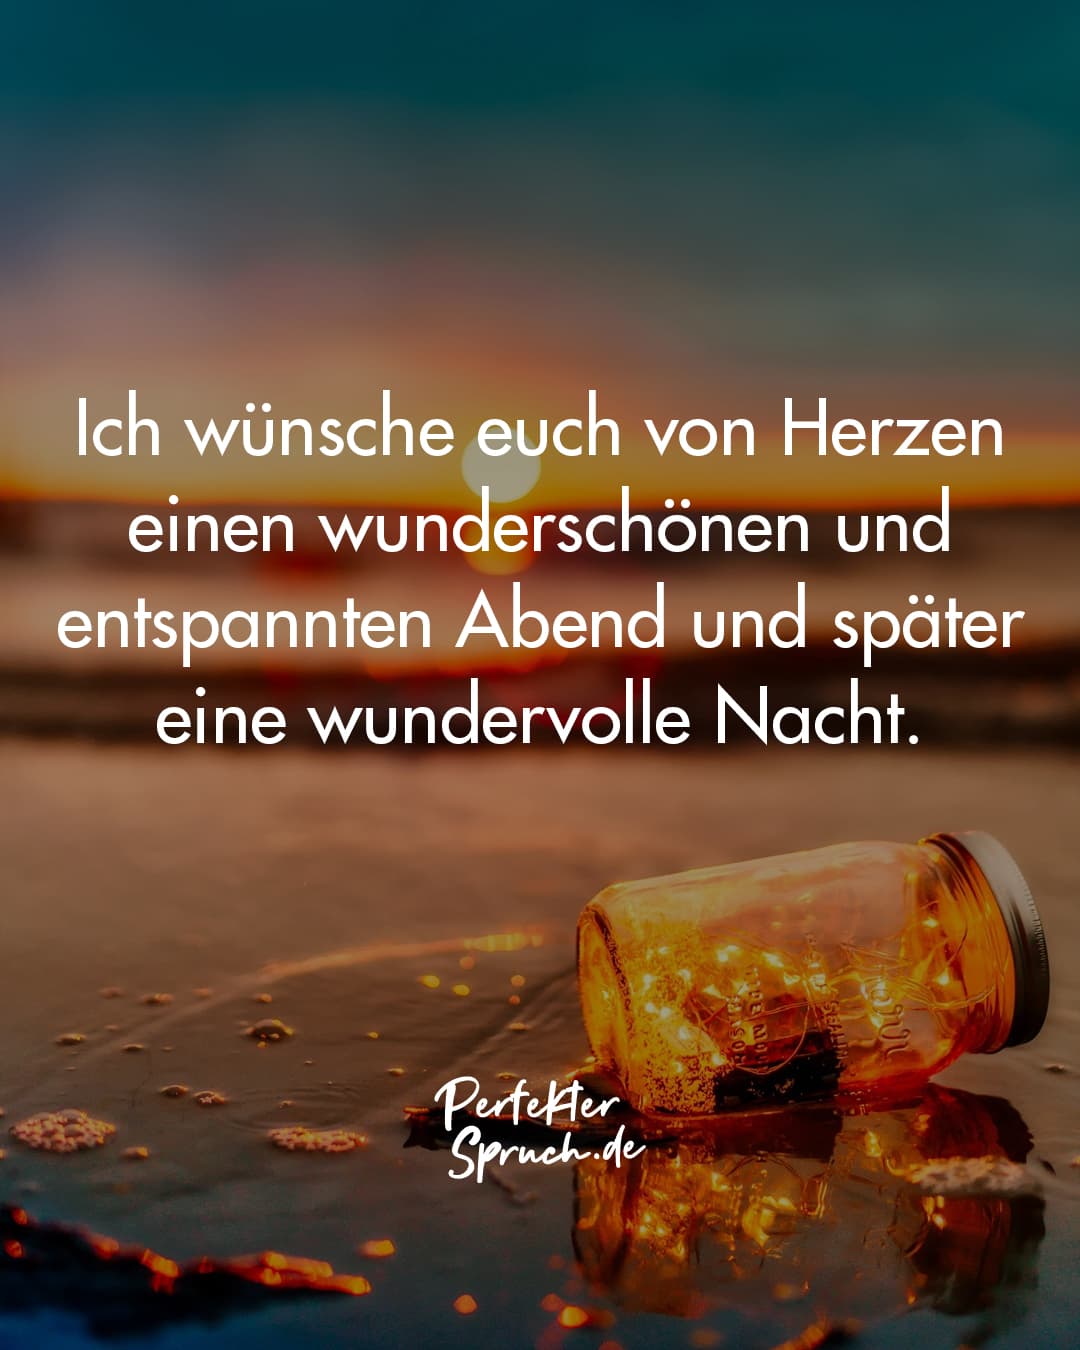 Ich wünsche euch von Herzen
einen wunderschönen und
entspannten Abend und später
eine wundervolle Nacht.
Perfekter
Spruch.de